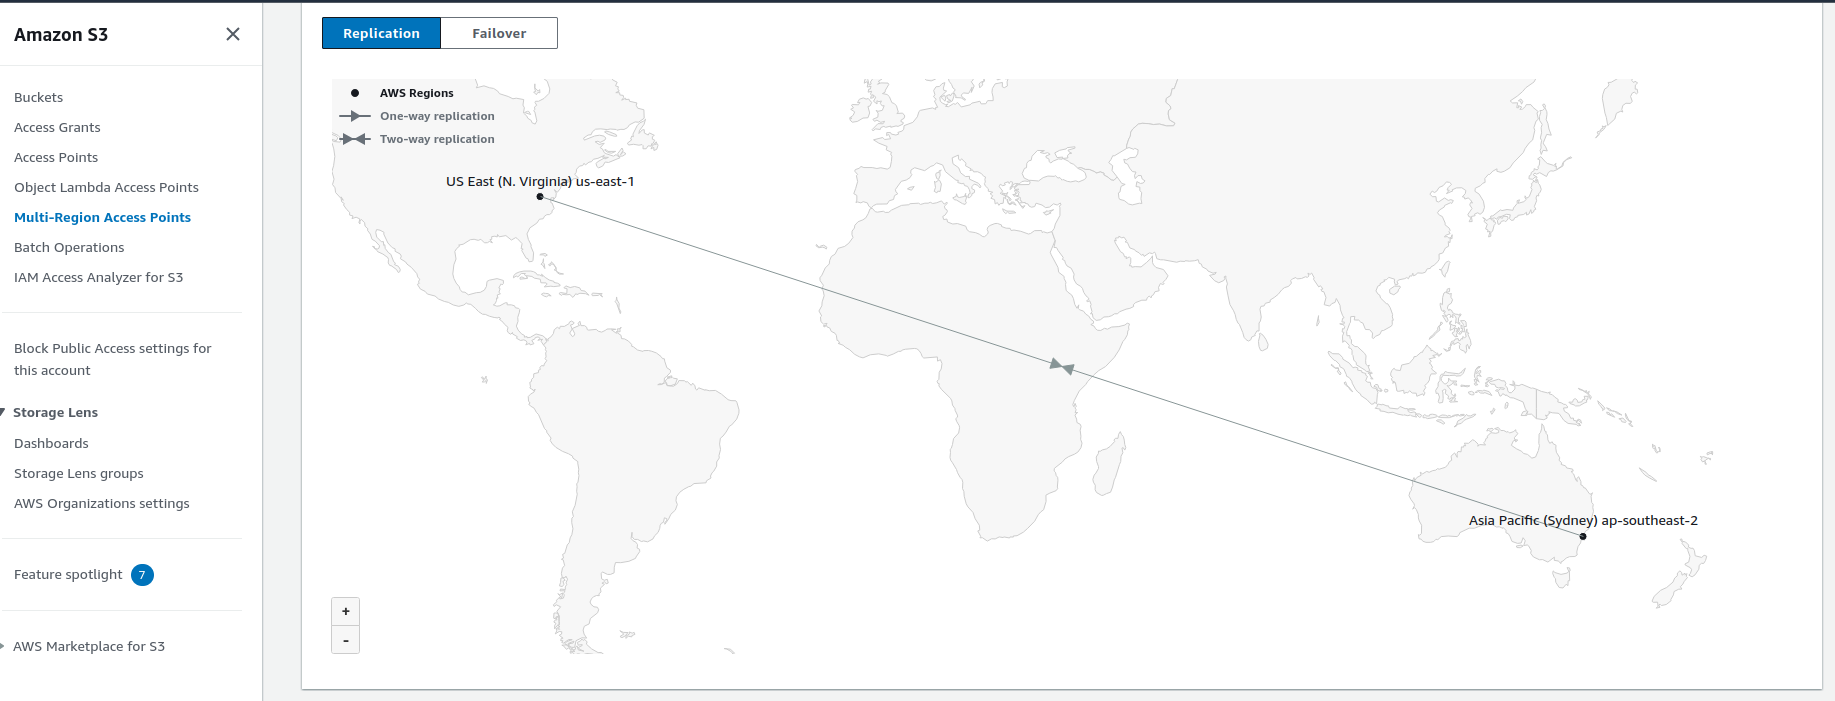 Amazon S3
Buckets
Access Grants
Access Points
Object Lambda Access Points
Multi-Region Access Points
Batch Operations
IAM Access Analyzer for S3
Block Public Access settings for
this account
Storage Lens
Dashboards
Storage Lens groups
AWS Organizations settings
Feature spotlight 7
AWS Marketplace for S3
Replication Failover
AWS Regions
One-way replication
Two-way replication
US East (N. Virginia) us-east-1
Asia Pacific (Sydney) ap-southeast-2
+
-